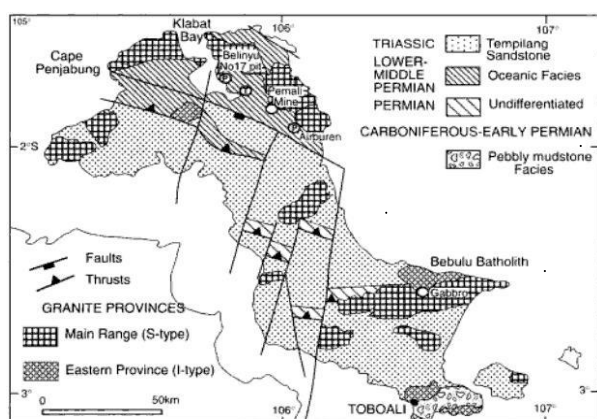 105°
Klabat
Bay
106°
107°
Cape
Penjabung
Belinyu
No17 pit
Pemali
Mine
Airburen
TRIASSIC
Tempilang
Sandstone
LOWER-
MIDDLE
PERMIAN
Oceanic Facies
PERMIAN
Undifferentiated
CARBONIFEROUS-EARLY PERMIAN
Pebbly mudstone
Facies
2°S
Faults
Thrusts
GRANITE PROVINCES
Main Range (S-type)
Eastern Province (I-type)
Bebulu Batholith
Gabbro
3°
0
50km
106°
TOBOALI
107°
3°